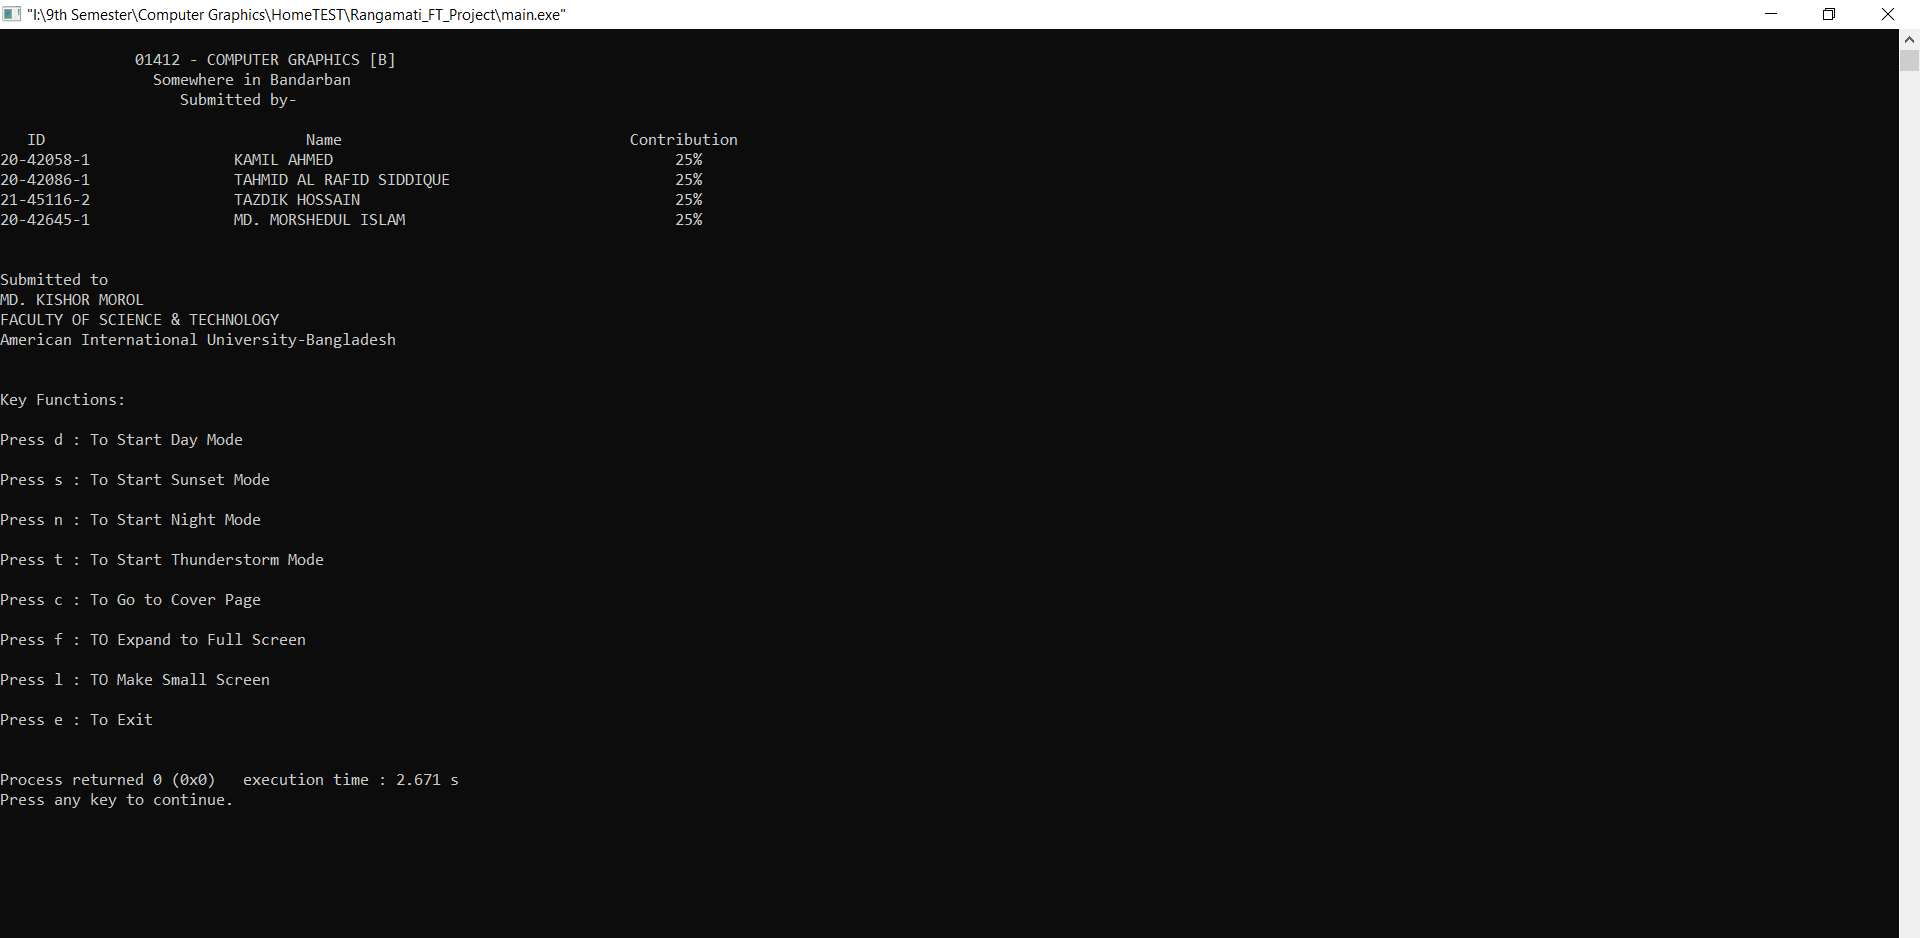 "I:\9th Semester\Computer Graphics\HomeTEST\Rangamati_FT_Project\main.exe"
01412 - COMPUTER GRAPHICS [B]
Somewhere in Bandarban
Submitted by-
ID Name Contribution
20-42058-1 KAMIL AHMED 25%
20-42086-1 TAHMID AL RAFID SIDDIQUE 25%
21-45116-2 TAZDIK HOSSAIN 25%
20-42645-1 MD. MORSHEDUL ISLAM 25%
Submitted to
MD. KISHOR MOROL
FACULTY OF SCIENCE & TECHNOLOGY
American International University-Bangladesh
Key Functions:
Press d : To Start Day Mode
Press s : To Start Sunset Mode
Press n : To Start Night Mode
Press t : To Start Thunderstorm Mode
Press c : To Go to Cover Page
Press f : TO Expand to Full Screen
Press l : TO Make Small Screen
Press e : To Exit
Process returned 0 (0x0) execution time : 2.671 s
Press any key to continue.